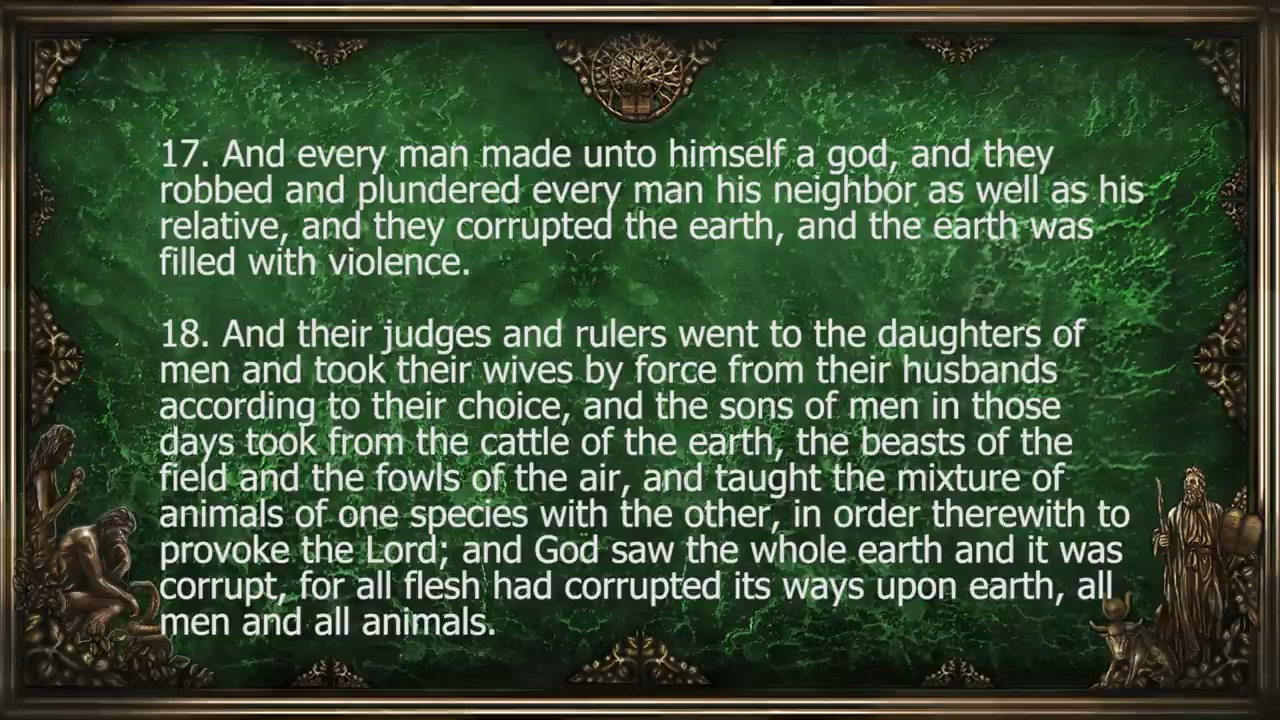 17. And every man made unto himself a god, and they
robbed and plundered every man his neighbor as well as his
relative, and they corrupted the earth, and the earth was
filled with violence.
18. And their judges and rulers went to the daughters of
men and took their wives by force from their husbands
according to their choice, and the sons of men in those
days took from the cattle of the earth, the beasts of the
field and the fowls of the air, and taught the mixture of
animals of one species with the other, in order therewith to
provoke the Lord; and God saw the whole earth and it was
corrupt, for all flesh had corrupted its ways upon earth, all
men and all animals.